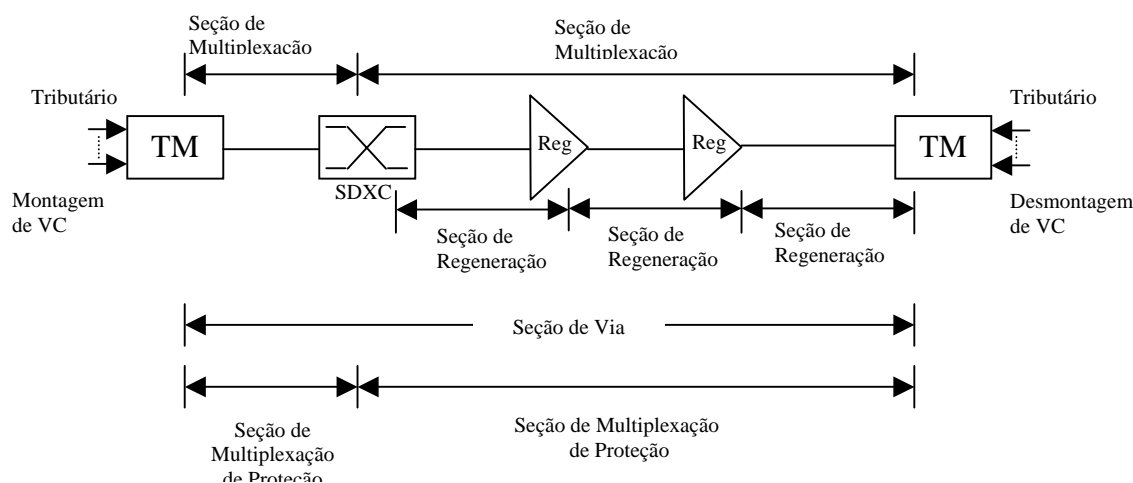 Seção de
Multiplexação
Seção de
Multiplexação
Tributário
TM
SDXC
Reg
Reg
TM
Tributário
Montagem
de VC
Desmontagem
de VC
Seção de
Regeneração
Seção de
Regeneração
Seção de
Regeneração
Seção de Via
Seção de
Multiplexação
de Proteção
Seção de Multiplexação
de Proteção